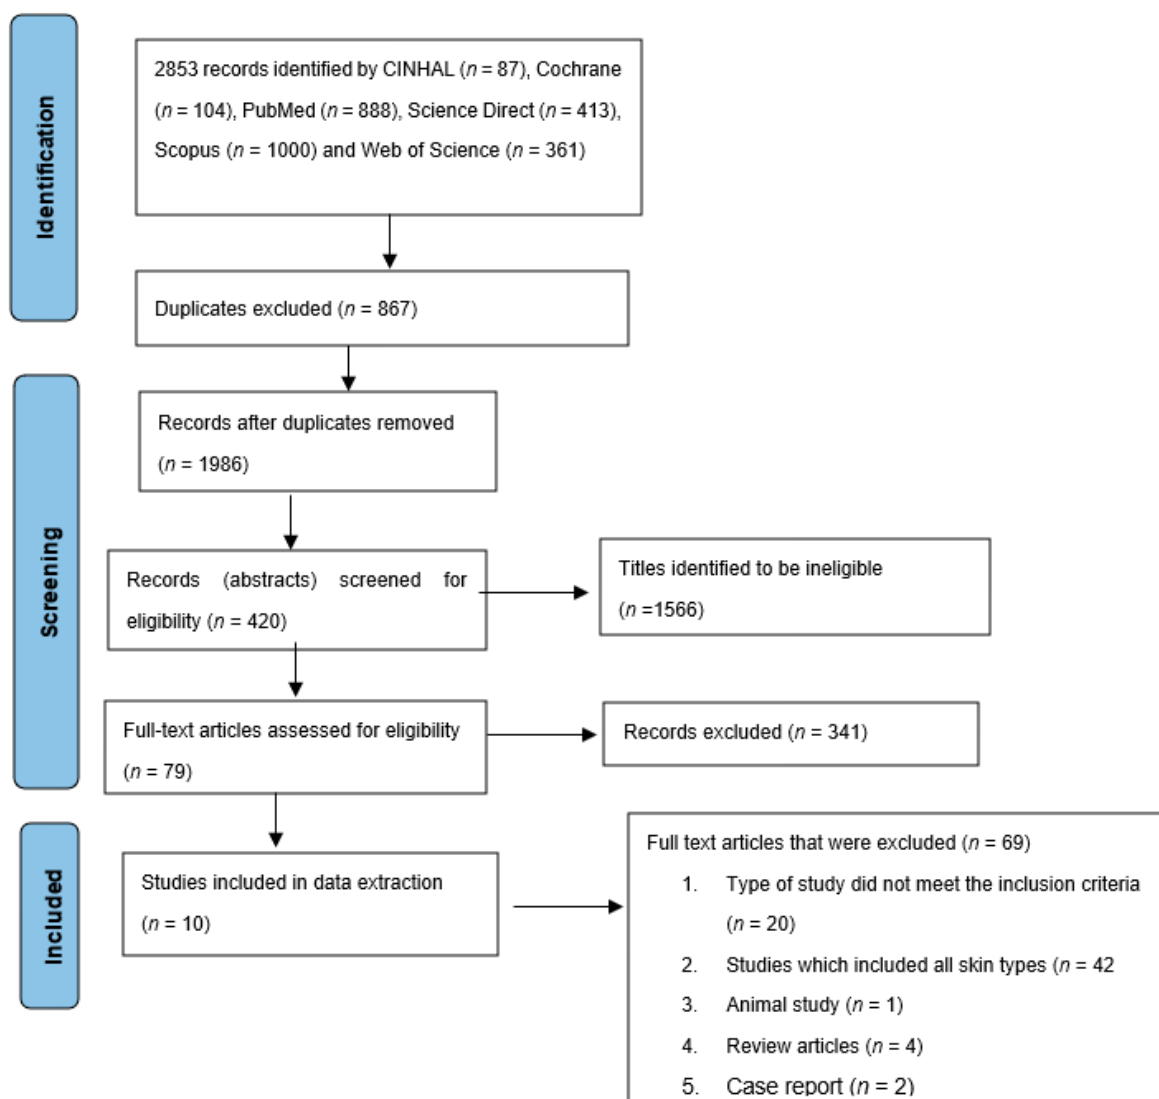 Identification
2853 records identified by CINHAL (n = 87), Cochrane
(n = 104), PubMed (n = 888), Science Direct (n = 413),
Scopus (n = 1000) and Web of Science (n = 361)
Duplicates excluded (n = 867)
Screening
Records after duplicates removed
(n = 1986)
Records (abstracts) screened for
eligibility (n = 420)
Titles identified to be ineligible
(n =1566)
Full-text articles assessed for eligibility
(n = 79)
Records excluded (n = 341)
Included
Studies included in data extraction
(n = 10)
Full text articles that were excluded (n = 69)
1. Type of study did not meet the inclusion criteria
(n = 20)
2. Studies which included all skin types (n = 42
3. Animal study (n = 1)
4. Review articles (n = 4)
5. Case report (n = 2)